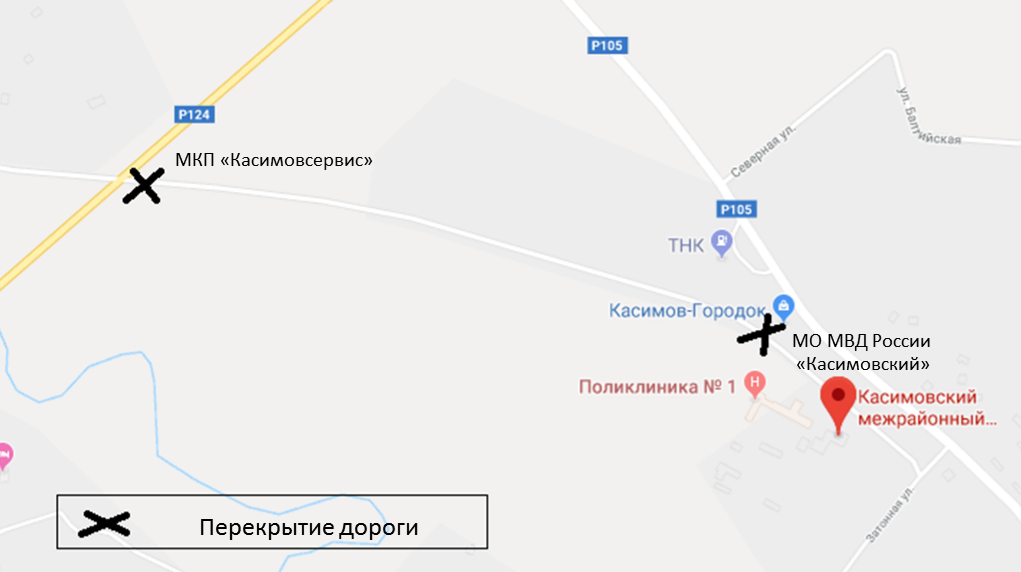 Р105
Р124
ул. Балтийская
Северная ул.
МКП «Касимовсервис»
Р105
ТНК
Касимов-Городок
МО МВД России
«Касимовский»
Поликлиника № 1
Касимовский
межрайонный...
Затонная ул.
Перекрытие дороги